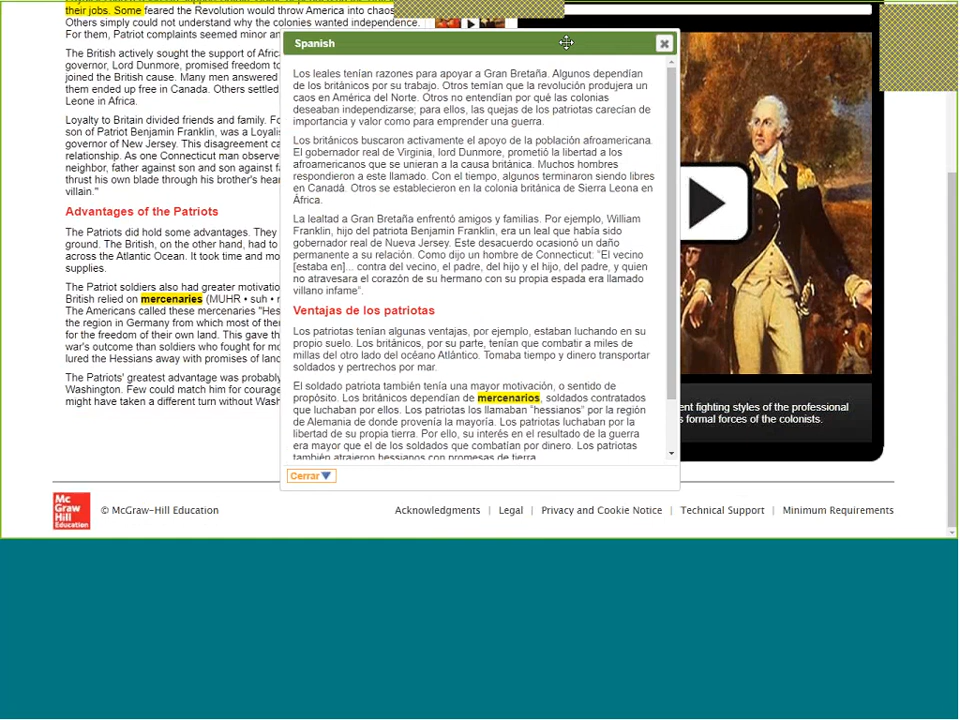 their jobs. Some feared the Revolution would throw America into chaos.
Others simply could not understand why the colonies wanted independence.
For them, Patriot complaints seemed minor an
The British actively sought the support of Afric
governor, Lord Dunmore, promised freedom to
joined the British cause. Many men answered
them ended up free in Canada. Others settled
Leone in Africa.
Loyalty to Britain divided friends and family. Fo
son of Patriot Benjamin Franklin, was a Loyalis
governor of New Jersey. This disagreement ca
relationship. As one Connecticut man observe
neighbor, father against son and son against fa
thrust his own blade through his brother's hear
villain."
Advantages of the Patriots
The Patriots did hold some advantages. They
ground. The British, on the other hand, had to
across the Atlantic Ocean. It took time and mo
supplies.
The Patriot soldiers also had greater motivatio
British relied on mercenaries (MUHR • suh • n
The Americans called these mercenaries "Hes
the region in Germany from which most of the
for the freedom of their own land. This gave th
war's outcome than soldiers who fought for mo
lured the Hessians away with promises of land
The Patriots' greatest advantage was probably
Washington. Few could match him for courage
might have taken a different turn without Wash
Spanish
Los leales tenían razones para apoyar a Gran Bretaña. Algunos dependían
de los británicos por su trabajo. Otros temían que la revolución produjera un
caos en América del Norte. Otros no entendían por qué las colonias
deseaban independizarse; para ellos, las quejas de los patriotas carecían de
importancia y valor como para emprender una guerra.
Los británicos buscaron activamente el apoyo de la población afroamericana.
El gobernador real de Virginia, lord Dunmore, prometió la libertad a los
afroamericanos que se unieran a la causa británica. Muchos hombres
respondieron a este llamado. Con el tiempo, algunos terminaron siendo libres
en Canadá. Otros se establecieron en la colonia británica de Sierra Leona en
África.
La lealtad a Gran Bretaña enfrentó amigos y familias. Por ejemplo, William
Franklin, hijo del patriota Benjamin Franklin, era un leal que había sido
gobernador real de Nueva Jersey. Este desacuerdo ocasionó un daño
permanente a su relación. Como dijo un hombre de Connecticut: "El vecino
[estaba en]... contra del vecino, el padre, del hijo y el hijo, del padre, y quien
no atravesara el corazón de su hermano con su propia espada era llamado
villano infame".
Ventajas de los patriotas
Los patriotas tenían algunas ventajas, por ejemplo, estaban luchando en su
propio suelo. Los británicos, por su parte, tenían que combatir a miles de
millas del otro lado del océano Atlántico. Tomaba tiempo y dinero transportar
soldados y pertrechos por mar.
El soldado patriota también tenía una mayor motivación, o sentido de
propósito. Los británicos dependían de mercenarios, soldados contratados
que luchaban por ellos. Los patriotas los llamaban "hessianos" por la región
de Alemania de donde provenía la mayoría. Los patriotas luchaban por la
libertad de su propia tierra. Por ello, su interés en el resultado de la guerra
era mayor que el de los soldados que combatían por dinero. Los patriotas
también atrajeron hessianos con promesas de tierra.
Cerrar
ent fighting styles of the professional
s formal forces of the colonists.
Mc
Graw
Hill
Education
© McGraw-Hill Education
Acknowledgments | Legal | Privacy and Cookie Notice | Technical Support | Minimum Requirements